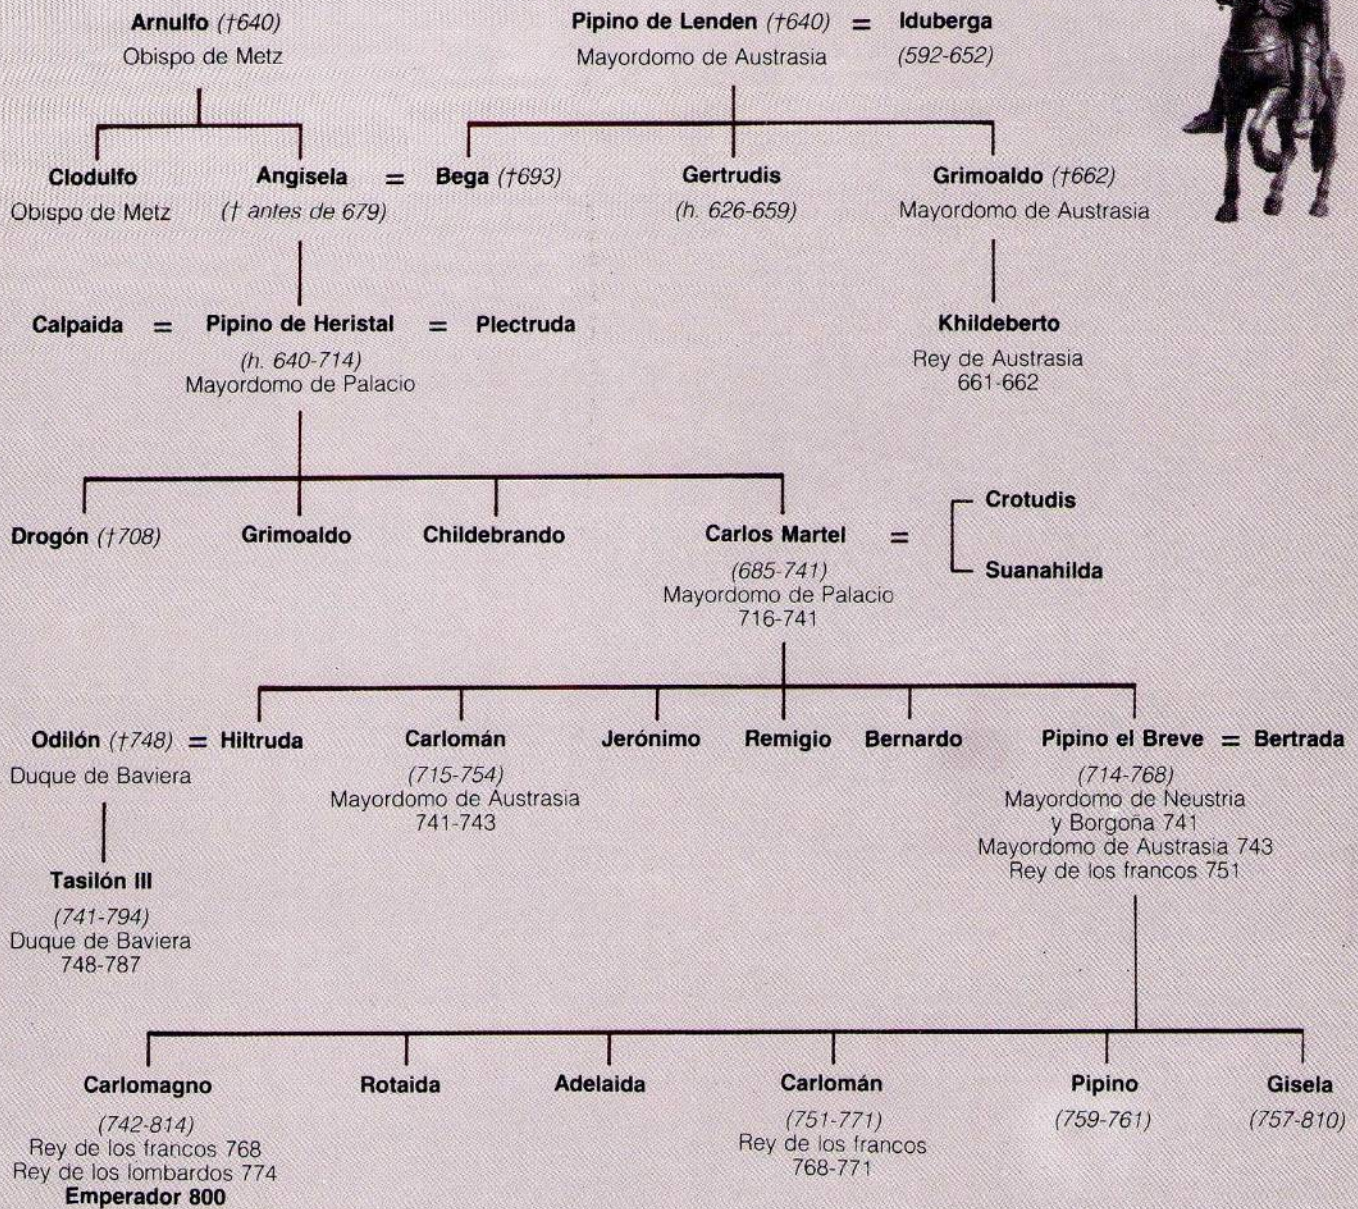 Arnulfo (†640) Pipino de Lenden (†640) = Iduberga
Obispo de Metz Mayordomo de Austrasia (592-652)
Clodulfo Angisela = Bega (†693) Gertrudis Grimoaldo (†662)
Obispo de Metz († antes de 679) (h. 626-659) Mayordomo de Austrasia
Calpaida = Pipino de Heristal = Plectruda Khildeberto
(h. 640-714) Rey de Austrasia
Mayordomo de Palacio 661-662
Crotudis
Drogón (†708) Grimoaldo Childebrando Carlos Martel =
Suanahilda
(685-741)
Mayordomo de Palacio
716-741
Odilón (†748) = Hiltruda Carlomán Jerónimo Remigio Bernardo Pipino el Breve = Bertrada
Duque de Baviera (715-754) (714-768)
Mayordomo de Austrasia Mayordomo de Neustria
741-743 y Borgoña 741
Mayordomo de Austrasia 743
Rey de los francos 751
Tasilón III
(741-794)
Duque de Baviera
748-787
Carlomagno Rotaida Adelaida Carlomán Pipino Gisela
(742-814) (751-771) (759-761) (757-810)
Rey de los francos 768 Rey de los francos
Rey de los lombardos 774 768-771
Emperador 800